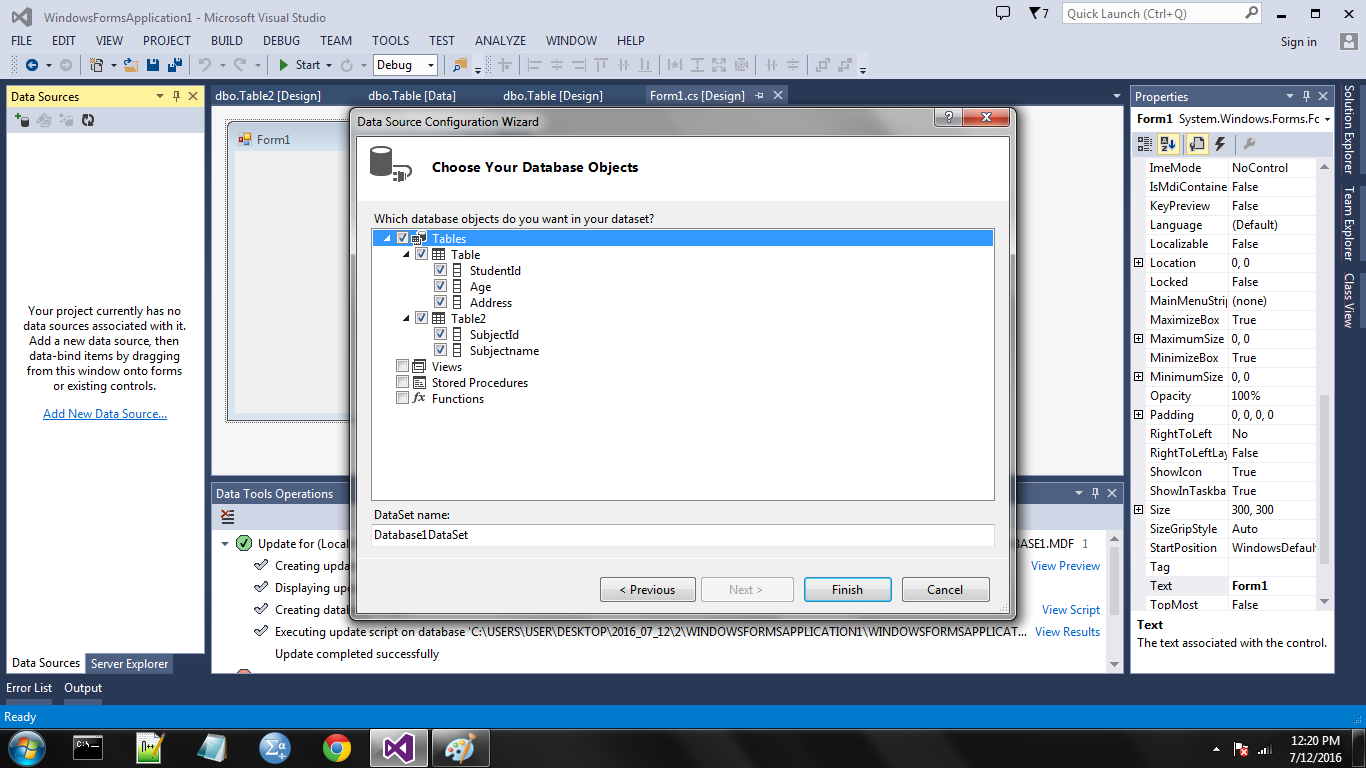 WindowsFormsApplication1 - Microsoft Visual Studio
7
Quick Launch (Ctrl+Q)
FILE EDIT VIEW PROJECT BUILD DEBUG TEAM TOOLS TEST ANALYZE WINDOW HELP
Sign in
Start
Debug
Data Sources
dbo.Table2 [Design]
dbo.Table [Data]
dbo.Table [Design]
Form1.cs [Design]
Your project currently has no
data sources associated with it.
Add a new data source, then
data-bind items by dragging
from this window onto forms
or existing controls.
Add New Data Source...
Data Sources
Server Explorer
Form1
Data Source Configuration Wizard
?
Choose Your Database Objects
Which database objects do you want in your dataset?
Tables
Table
StudentId
Age
Address
Table2
SubjectId
Subjectname
Views
Stored Procedures
fx Functions
DataSet name:
Database1DataSet
< Previous
Next >
Finish
Cancel
Data Tools Operations
Update for (Local
BASE1.MDF 1
Creating upda
View Preview
Displaying upd
Creating datab
View Script
Executing update script on database 'C:\USERS\USER\DESKTOP\2016_07_12\2\WINDOWSFORMSAPPLICATION1\WINDOWSFORMSAPPLICAT...
View Results
Update completed successfully
Properties
Form1 System.Windows.Forms.Fc
ImeMode NoControl
IsMdiContaine False
KeyPreview False
Language (Default)
Localizable False
Location 0, 0
Locked False
MainMenuStrip (none)
MaximizeBox True
MaximumSize 0, 0
MinimizeBox True
MinimumSize 0, 0
Opacity 100%
Padding 0, 0, 0, 0
RightToLeft No
RightToLeftLay False
ShowIcon True
ShowInTaskba True
Size 300, 300
SizeGripStyle Auto
StartPosition WindowsDefaul
Tag
Text Form1
TopMost False
Text
The text associated with the control.
Solution Explorer
Team Explorer
Class View
Error List
Output
Ready
12:20 PM
7/12/2016